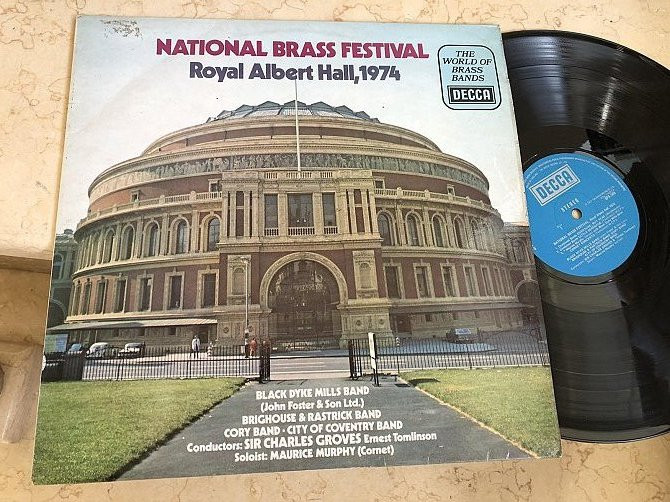 NATIONAL BRASS FESTIVAL
Royal Albert Hall, 1974
THE
WORLD OF
BRASS
BANDS
DECCA
DECCA
STEREO
BLACK DYKE MILLS BAND
(John Foster & Son Ltd.)
BRIGHOUSE & RASTRICK BAND
CORY BAND · CITY OF COVENTRY BAND
Conductors: SIR CHARLES GROVES Ernest Tomlinson
Soloist: MAURICE MURPHY (Cornet)